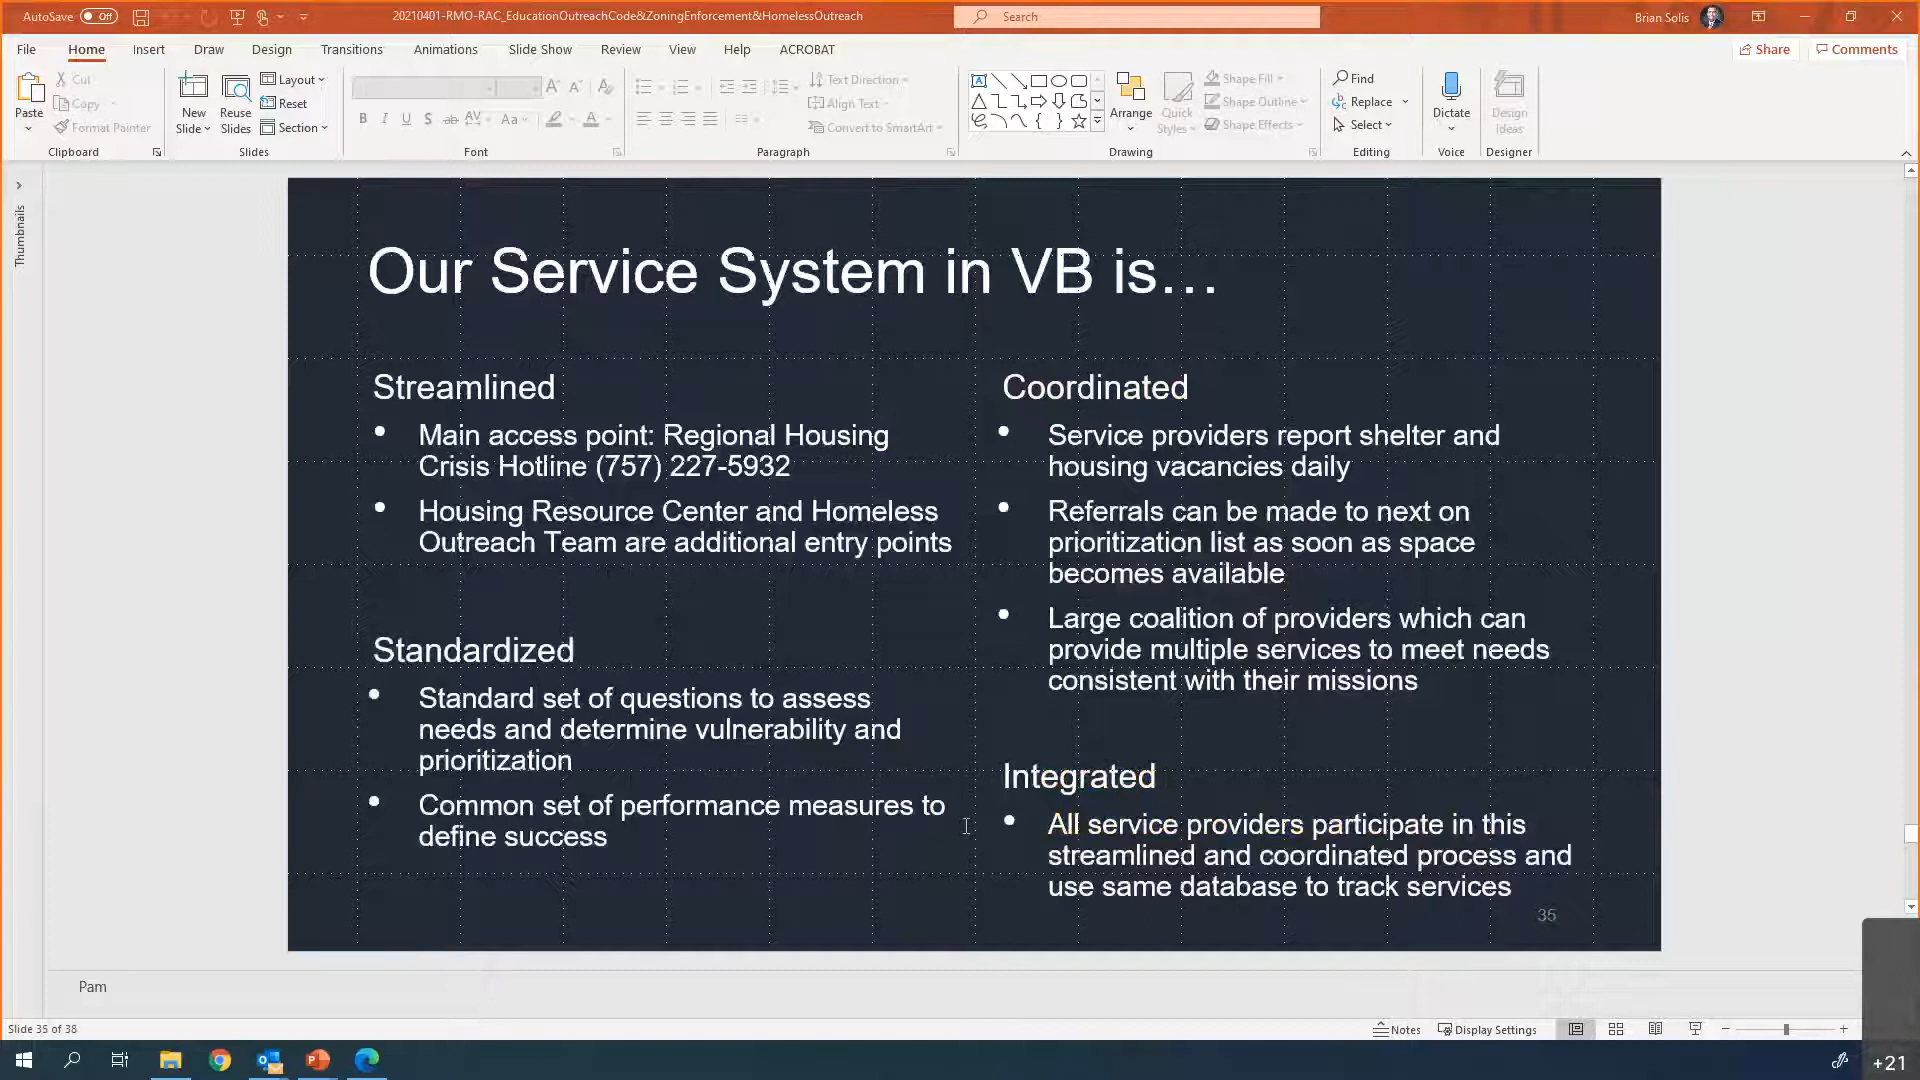 AutoSave Off
20210401-RMO-RAC_EducationOutreachCode&ZoningEnforcement&HomelessOutreach
Search
Brian Solis
File Home Insert Draw Design Transitions Animations Slide Show Review View Help ACROBAT
Share Comments
Paste
Cut
Copy
Format Painter
Clipboard
New Slide
Reuse Slides
Layout
Reset
Section
Slides
Font
Text Direction
Align Text
Convert to SmartArt
Paragraph
Arrange
Quick Styles
Shape Fill
Shape Outline
Shape Effects
Drawing
Find
Replace
Select
Editing
Dictate
Voice
Design Ideas
Designer
Thumbnails
Our Service System in VB is…
Streamlined
• Main access point: Regional Housing
Crisis Hotline (757) 227-5932
• Housing Resource Center and Homeless
Outreach Team are additional entry points
Standardized
• Standard set of questions to assess
needs and determine vulnerability and
prioritization
• Common set of performance measures to
define success
Coordinated
• Service providers report shelter and
housing vacancies daily
• Referrals can be made to next on
prioritization list as soon as space
becomes available
• Large coalition of providers which can
provide multiple services to meet needs
consistent with their missions
Integrated
• All service providers participate in this
streamlined and coordinated process and
use same database to track services
35
Pam
Slide 35 of 38
Notes
Display Settings
+21